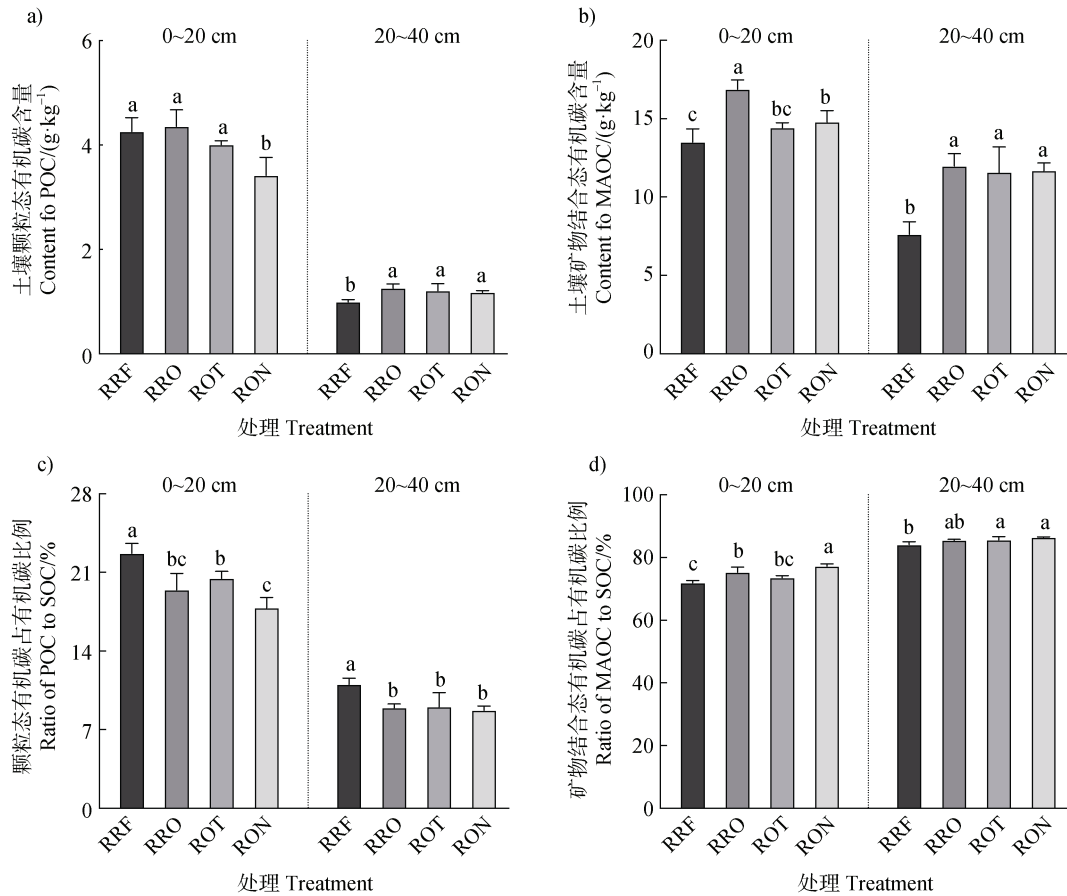 a)
0~20 cm
20~40 cm
土壤颗粒态有机碳含量
Content fo POC/(g·kg⁻¹)
6
4
2
0
a
a
a
b
b
a
a
a
RRF
RRO
ROT
RON
RRF
RRO
ROT
RON
处理 Treatment
b)
0~20 cm
20~40 cm
土壤矿物结合态有机碳含量
Content fo MAOC/(g·kg⁻¹)
20
15
10
5
0
c
a
bc
b
b
a
a
a
RRF
RRO
ROT
RON
RRF
RRO
ROT
RON
处理 Treatment
c)
0~20 cm
20~40 cm
颗粒态有机碳占有机碳比例
Ratio of POC to SOC/%
28
21
14
7
0
a
bc
b
c
a
b
b
b
RRF
RRO
ROT
RON
RRF
RRO
ROT
RON
处理 Treatment
d)
0~20 cm
20~40 cm
矿物结合态有机碳占有机碳比例
Ratio of MAOC to SOC/%
100
80
60
40
20
0
c
b
bc
a
b
ab
a
a
RRF
RRO
ROT
RON
RRF
RRO
ROT
RON
处理 Treatment